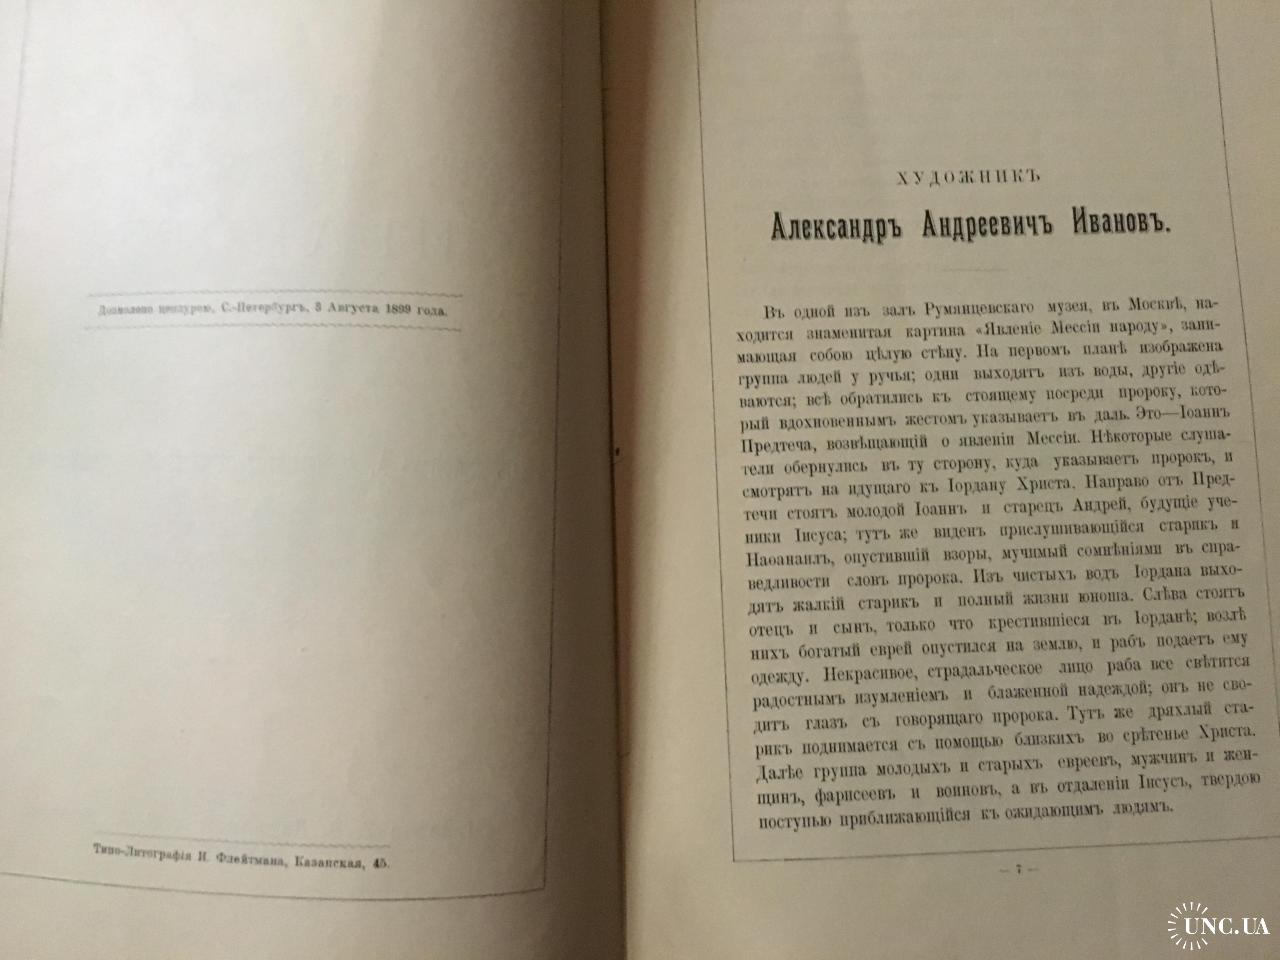 Дозволено цензурою, С.-Петербургъ, 3 Августа 1899 года.
Типо-Литографія И. Флейтмана, Казанская, 45.
ХУДОЖНИКЪ
Александръ Андреевичъ Ивановъ.
Въ одной изъ залъ Румянцевскаго музея, въ Москвѣ, на-
ходится знаменитая картина «Явленіе Мессіи народу», зани-
мающая собою цѣлую стѣну. На первомъ планѣ изображена
группа людей у ручья; одни выходятъ изъ воды, другіе одѣ-
ваются; всѣ обратились къ стоящему посреди пророку, кото-
рый вдохновеннымъ жестомъ указываетъ въ даль. Это—Іоаннъ
Предтеча, возвѣщающій о явленіи Мессіи. Нѣкоторые слуша-
тели обернулись въ ту сторону, куда указываетъ пророкъ, и
смотрятъ на идущаго къ Іордану Христа. Направо отъ Пред-
течи стоятъ молодой Іоаннъ и старецъ Андрей, будущіе уче-
ники Іисуса; тутъ же виденъ прислушивающійся старикъ и
Наѳанаилъ, опустившій взоры, мучимый сомнѣніями въ спра-
ведливости словъ пророка. Изъ чистыхъ водъ Іордана выхо-
дятъ жалкій старикъ и полный жизни юноша. Слѣва стоятъ
отецъ и сынъ, только что крестившіеся въ Іорданѣ; возлѣ
нихъ богатый еврей опустился на землю, и рабъ подаетъ ему
одежду. Некрасивое, страдальческое лицо раба все свѣтится
радостнымъ изумленіемъ и блаженной надеждой; онъ не сво-
дитъ глазъ съ говорящаго пророка. Тутъ же дряхлый ста-
рикъ поднимается съ помощью близкихъ во срѣтенье Христа.
Далѣе группа молодыхъ и старыхъ евреевъ, мужчинъ и жен-
щинъ, фарисеевъ и воиновъ, а въ отдаленіи Іисусъ, твердою
поступью приближающійся къ ожидающимъ людямъ.
— 7 —
UNC.UA